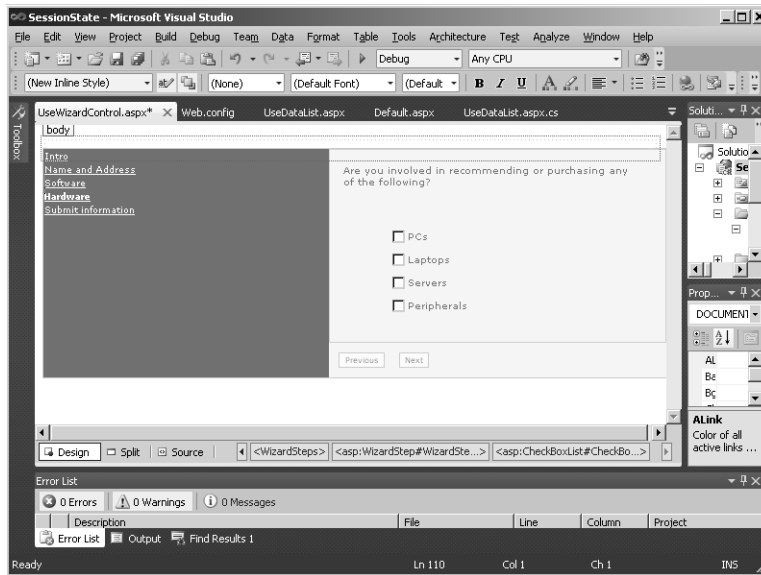 SessionState - Microsoft Visual Studio
File Edit View Project Build Debug Team Data Format Table Tools Architecture Test Analyze Window Help
Debug Any CPU
(New Inline Style) (None) (Default Font) (Default B I U A
UseWizardControl.aspx* Web.config UseDataList.aspx Default.aspx UseDataList.aspx.cs Soluti...
Toolbox
body
Solutio
Se
Intro
Name and Address
Software
Hardware
Submit information
Are you involved in recommending or purchasing any
of the following?
PCs
Laptops
Servers
Peripherals
Previous Next
Prop...
DOCUMENT
AL
Ba
Bg
ALink
Color of all
active links ...
Design Split Source <WizardSteps> <asp:WizardStep#WizardSte...> <asp:CheckBoxList#CheckBo...>
Error List
0 Errors 0 Warnings 0 Messages
Description File Line Column Project
Error List Output Find Results 1
Ready Ln 110 Col 1 Ch 1 INS